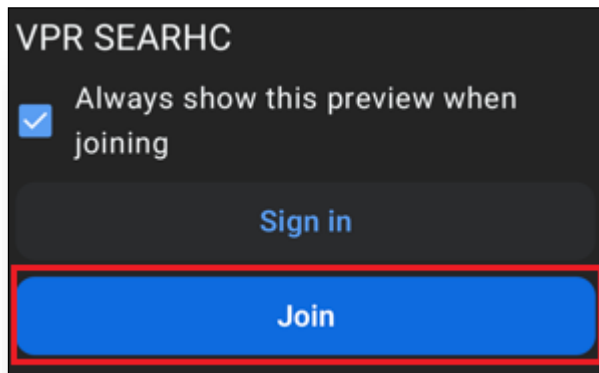 VPR SEARHC
Always show this preview when
joining
Sign in
Join